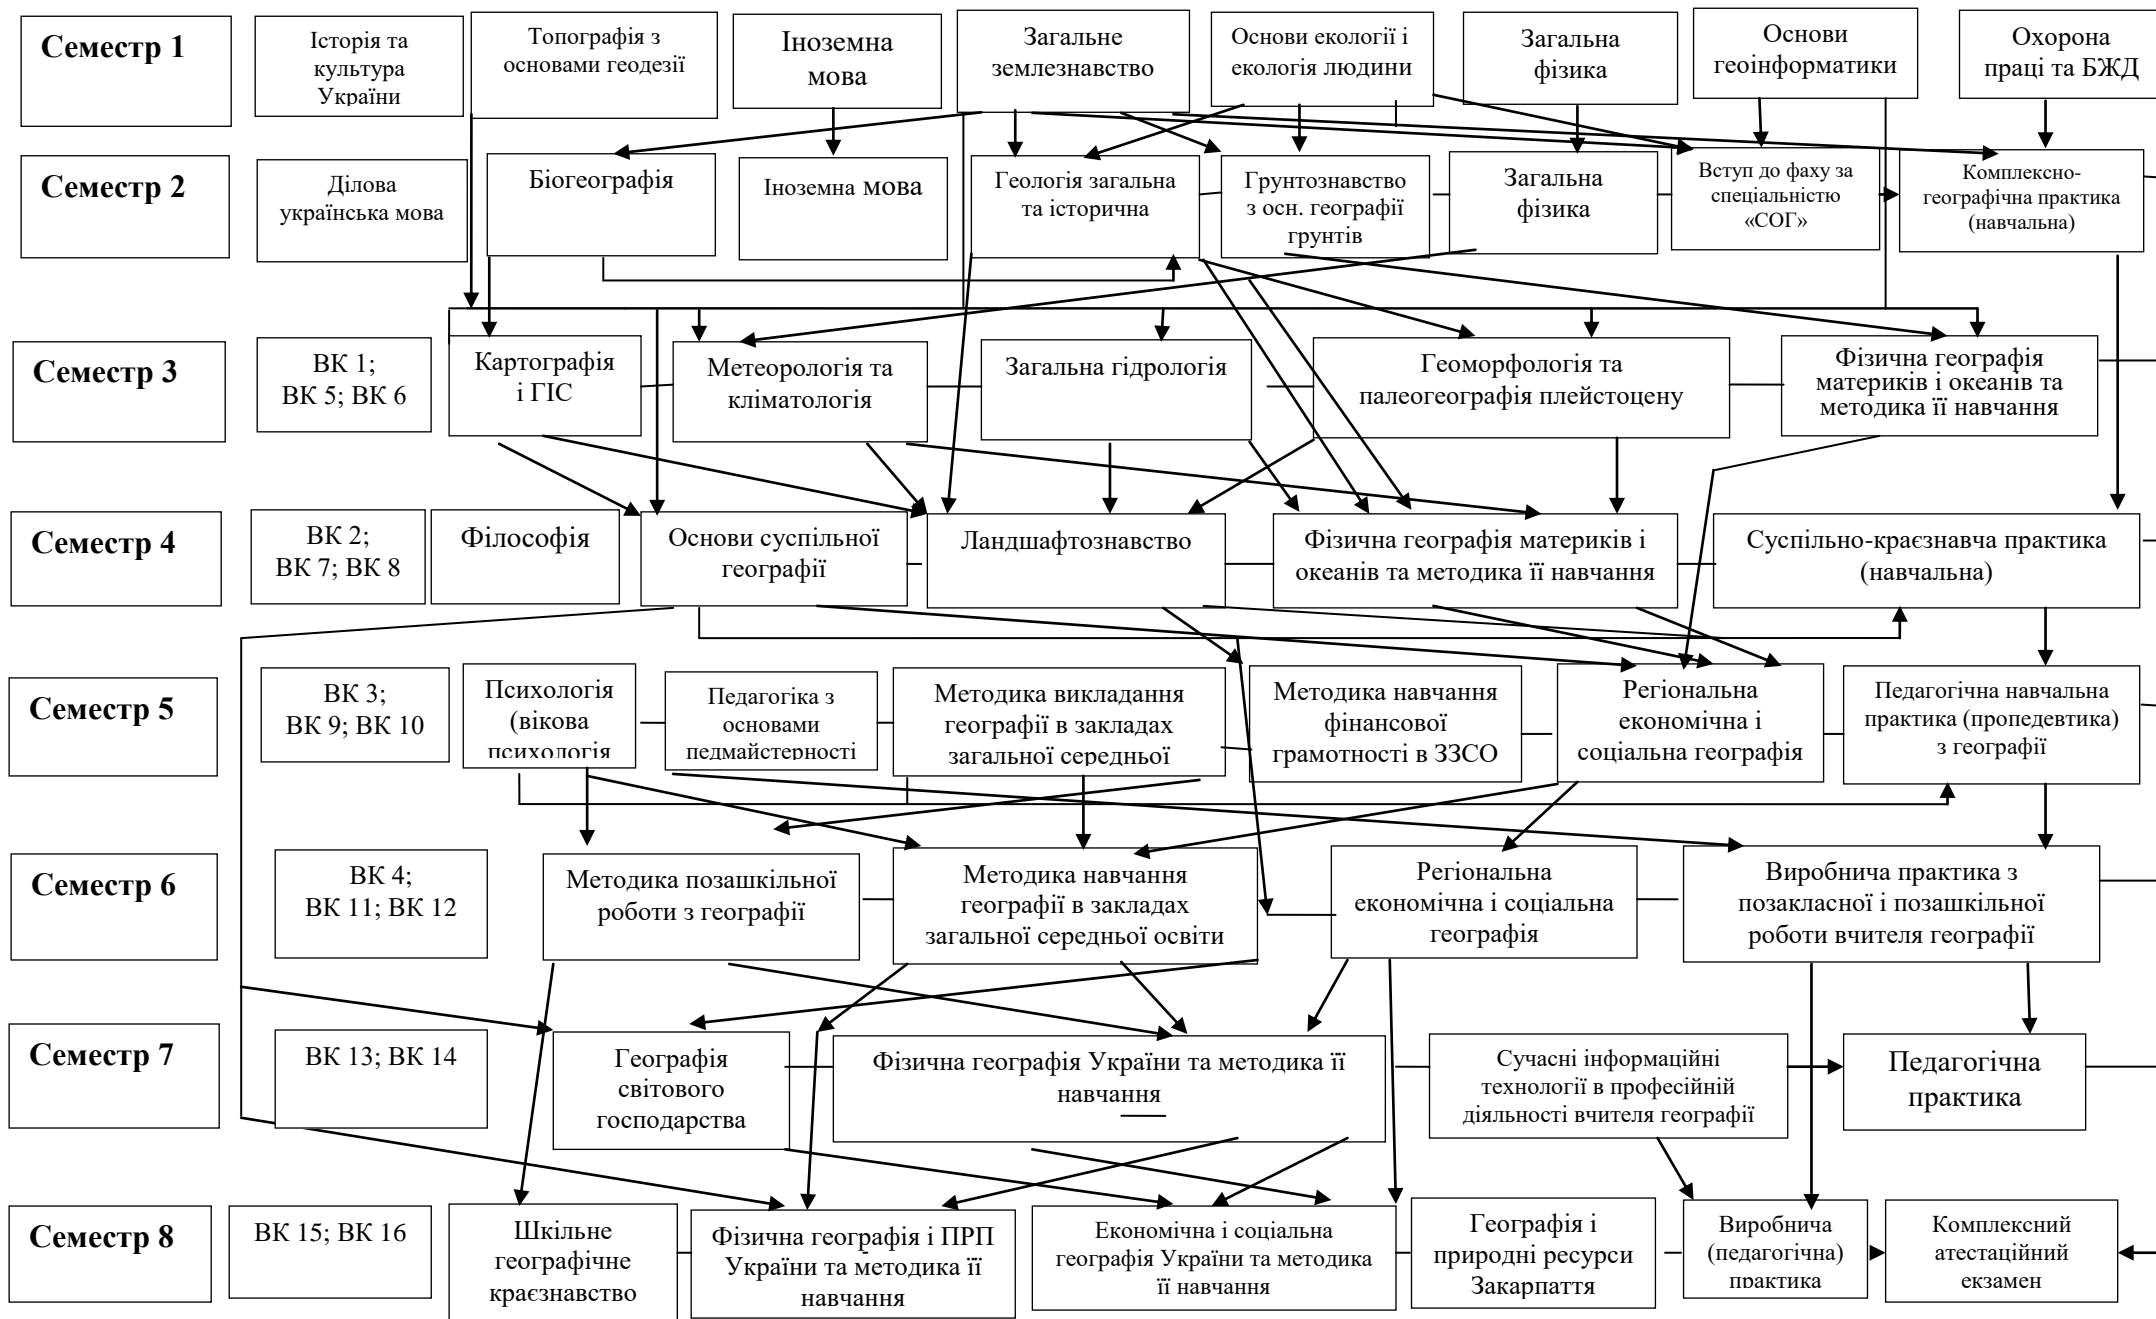 Семестр 1
Історія та
культура
України
Топографія з
основами геодезії
Іноземна
мова
Загальне
землезнавство
Основи екології і
екологія людини
Загальна
фізика
Основи
геоінформатики
Охорона
праці та БЖД
Семестр 2
Ділова
українська мова
Біогеографія
Іноземна мова
Геологія загальна
та історична
Грунтознавство
з осн. географії
грунтів
Загальна
фізика
Вступ до фаху за
спеціальністю
«СОГ»
Комплексно-
географічна практика
(навчальна)
Семестр 3
ВК 1;
ВК 5; ВК 6
Картографія
і ГІС
Метеорологія та
кліматологія
Загальна гідрологія
Геоморфологія та
палеогеографія плейстоцену
Фізична географія
материків і океанів та
методика її навчання
Семестр 4
ВК 2;
ВК 7; ВК 8
Філософія
Основи суспільної
географії
Ландшафтознавство
Фізична географія материків і
океанів та методика її навчання
Суспільно-краєзнавча практика
(навчальна)
Семестр 5
ВК 3;
ВК 9; ВК 10
Психологія
(вікова
психологія
Педагогіка з
основами
педмайстерності
Методика викладання
географії в закладах
загальної середньої
Методика навчання
фінансової
грамотності в ЗЗСО
Регіональна
економічна і
соціальна географія
Педагогічна навчальна
практика (пропедевтика)
з географії
Семестр 6
ВК 4;
ВК 11; ВК 12
Методика позашкільної
роботи з географії
Методика навчання
географії в закладах
загальної середньої освіти
Регіональна
економічна і соціальна
географія
Виробнича практика з
позакласної і позашкільної
роботи вчителя географії
Семестр 7
ВК 13; ВК 14
Географія
світового
господарства
Фізична географія України та методика її
навчання
Сучасні інформаційні
технології в професійній
діяльності вчителя географії
Педагогічна
практика
Семестр 8
ВК 15; ВК 16
Шкільне
географічне
краєзнавство
Фізична географія і ПРП
України та методика її
навчання
Економічна і соціальна
географія України та методика
її навчання
Географія і
природні ресурси
Закарпаття
Виробнича
(педагогічна)
практика
Комплексний
атестаційний
екзамен